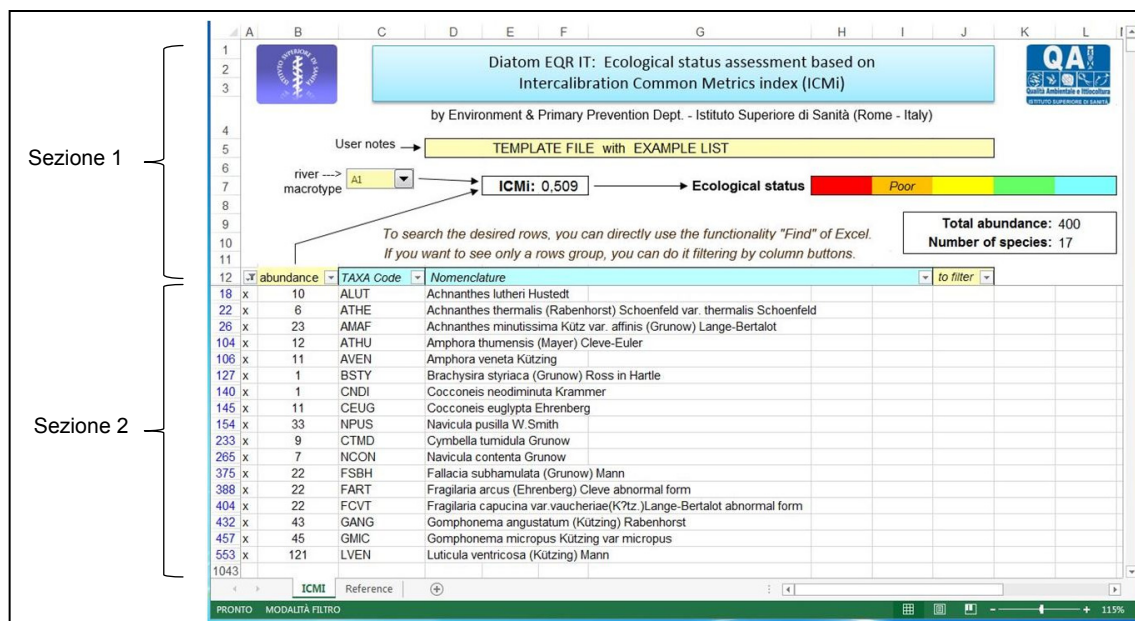 A B C D E F G H I J K L
1
2
3
ISTITUTO SUPERIORE DI SANITÀ
Diatom EQR IT: Ecological status assessment based on
Intercalibration Common Metrics index (ICMi)
QAI
Qualità Ambientale e Ittiocoltura
ISTITUTO SUPERIORE DI SANITÀ
by Environment & Primary Prevention Dept. - Istituto Superiore di Sanità (Rome - Italy)
4
Sezione 1
5 User notes TEMPLATE FILE with EXAMPLE LIST
6
7
river --->
macrotype
A1
ICMi: 0,509
Ecological status
Poor
8
9
10
11
Total abundance: 400
Number of species: 17
To search the desired rows, you can directly use the functionality "Find" of Excel.
If you want to see only a rows group, you can do it filtering by column buttons.
12 abundance TAXA Code Nomenclature to filter
18 x 10 ALUT Achnanthes lutheri Hustedt
22 x 6 ATHE Achnanthes thermalis (Rabenhorst) Schoenfeld var. thermalis Schoenfeld
26 x 23 AMAF Achnanthes minutissima Kütz var. affinis (Grunow) Lange-Bertalot
104 x 12 ATHU Amphora thumensis (Mayer) Cleve-Euler
106 x 11 AVEN Amphora veneta Kützing
127 x 1 BSTY Brachysira styriaca (Grunow) Ross in Hartle
140 x 1 CNDI Cocconeis neodiminuta Krammer
145 x 11 CEUG Cocconeis euglypta Ehrenberg
154 x 33 NPUS Navicula pusilla W.Smith
Sezione 2
233 x 9 CTMD Cymbella tumidula Grunow
265 x 7 NCON Navicula contenta Grunow
375 x 22 FSBH Fallacia subhamulata (Grunow) Mann
388 x 22 FART Fragilaria arcus (Ehrenberg) Cleve abnormal form
404 x 22 FCVT Fragilaria capucina var.vaucheriae(K?tz.)Lange-Bertalot abnormal form
432 x 43 GANG Gomphonema angustatum (Kützing) Rabenhorst
457 x 45 GMIC Gomphonema micropus Kützing var micropus
553 x 121 LVEN Luticula ventricosa (Kützing) Mann
1043
ICMI Reference
PRONTO MODALITÀ FILTRO 115%